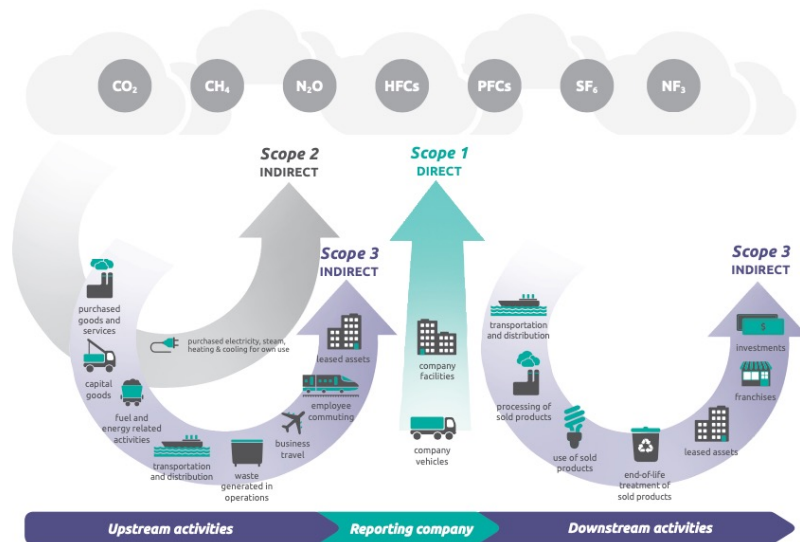 CO₂
CH₄
N₂O
HFCs
PFCs
SF₆
NF₃
Scope 2
INDIRECT
Scope 1
DIRECT
Scope 3
INDIRECT
Scope 3
INDIRECT
purchased
goods and
services
capital
goods
fuel and
energy related
activities
purchased electricity, steam,
heating & cooling for own use
transportation
and distribution
waste
generated in
operations
business
travel
employee
commuting
leased assets
company
facilities
company
vehicles
transportation
and distribution
processing of
sold products
use of sold
products
end-of-life
treatment of
sold products
leased assets
franchises
$
investments
Upstream activities
Reporting company
Downstream activities